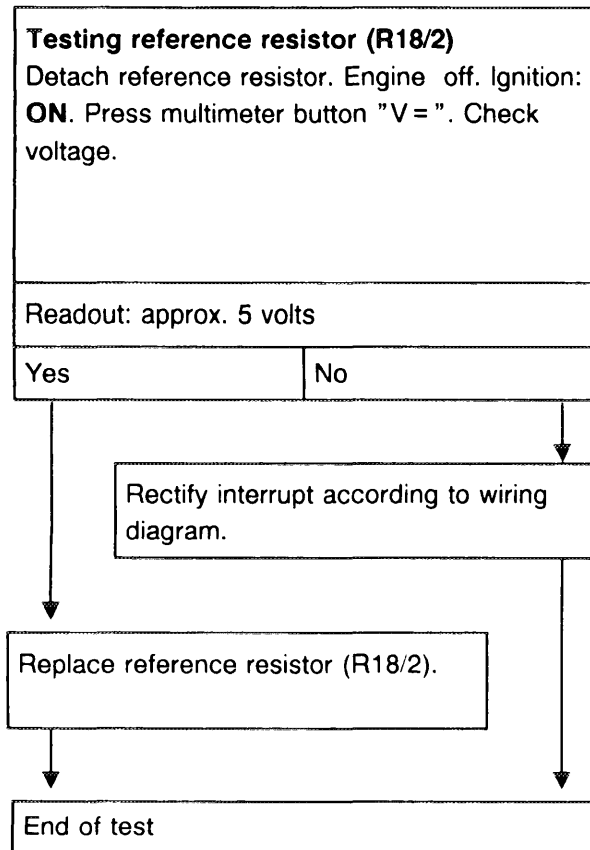 Testing reference resistor (R18/2)
Detach reference resistor. Engine off. Ignition:
ON. Press multimeter button "V = ". Check
voltage.
Readout: approx. 5 volts
Yes
No
Rectify interrupt according to wiring
diagram.
Replace reference resistor (R18/2).
End of test